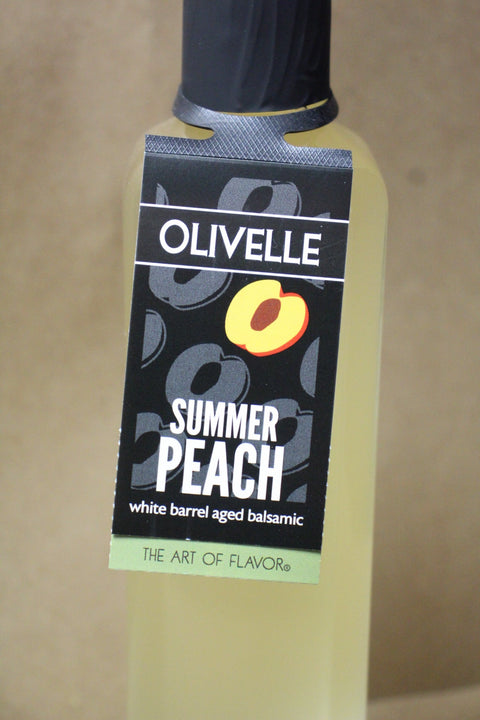 OLIVELLE
SUMMER
PEACH
white barrel aged balsamic
THE ART OF FLAVOR®